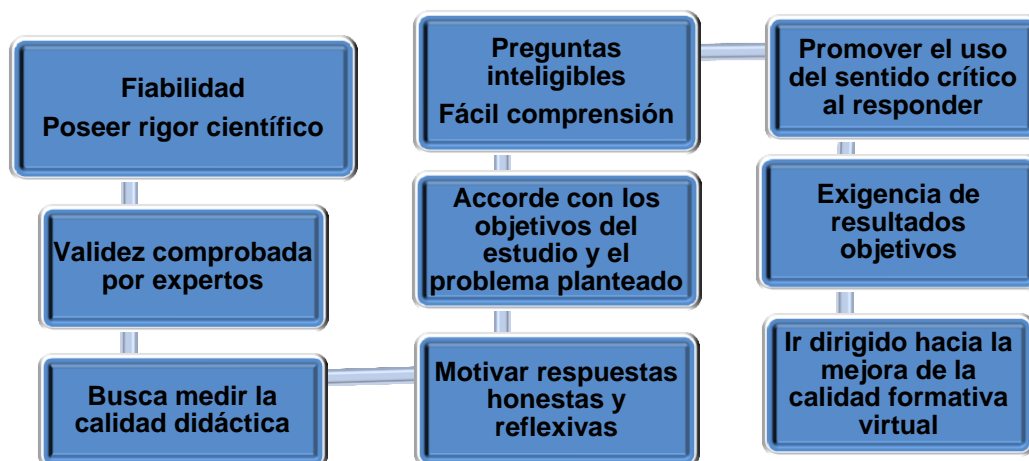 Fiabilidad
Poseer rigor científico
Validez comprobada
por expertos
Busca medir la
calidad didáctica
Motivar respuestas
honestas y
reflexivas
Accorde con los
objetivos del
estudio y el
problema planteado
Preguntas
inteligibles
Fácil comprensión
Promover el uso
del sentido crítico
al responder
Exigencia de
resultados
objetivos
Ir dirigido hacia la
mejora de la
calidad formativa
virtual